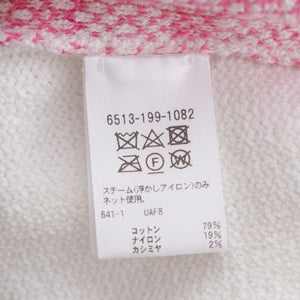 6513-199-1082
F W
スチーム(浮かしアイロン)のみ
ネット使用。
641-1 UAF8
コットン 79%
ナイロン 19%
カシミヤ 2%